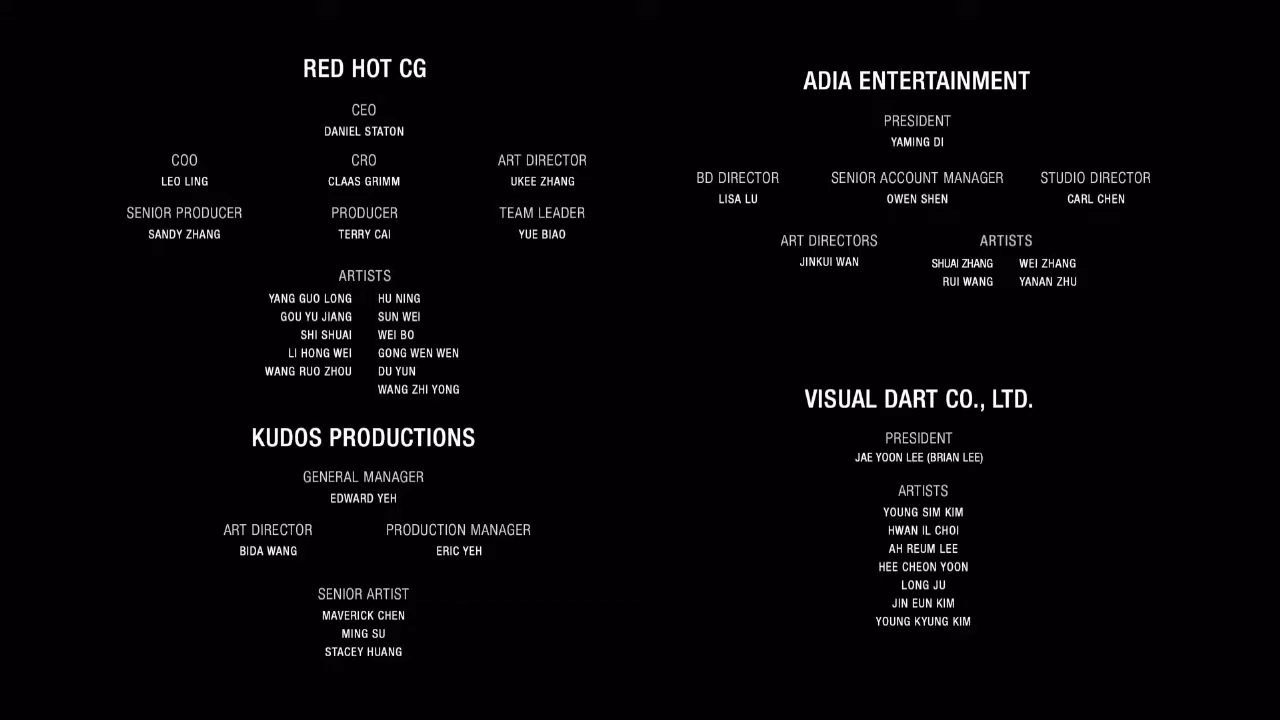 RED HOT CG
CEO
DANIEL STATON
COO CRO ART DIRECTOR
LEO LING CLAAS GRIMM UKEE ZHANG
SENIOR PRODUCER PRODUCER TEAM LEADER
SANDY ZHANG TERRY CAI YUE BIAO
ARTISTS
YANG GUO LONG HU NING
GOU YU JIANG SUN WEI
SHI SHUAI WEI BO
LI HONG WEI GONG WEN WEN
WANG RUO ZHOU DU YUN
WANG ZHI YONG
KUDOS PRODUCTIONS
GENERAL MANAGER
EDWARD YEH
ART DIRECTOR PRODUCTION MANAGER
BIDA WANG ERIC YEH
SENIOR ARTIST
MAVERICK CHEN
MING SU
STACEY HUANG
ADIA ENTERTAINMENT
PRESIDENT
YAMING DI
BD DIRECTOR SENIOR ACCOUNT MANAGER STUDIO DIRECTOR
LISA LU OWEN SHEN CARL CHEN
ART DIRECTORS ARTISTS
JINKUI WAN SHUAI ZHANG WEI ZHANG
RUI WANG YANAN ZHU
VISUAL DART CO., LTD.
PRESIDENT
JAE YOON LEE (BRIAN LEE)
ARTISTS
YOUNG SIM KIM
HWAN IL CHOI
AH REUM LEE
HEE CHEON YOON
LONG JU
JIN EUN KIM
YOUNG KYUNG KIM